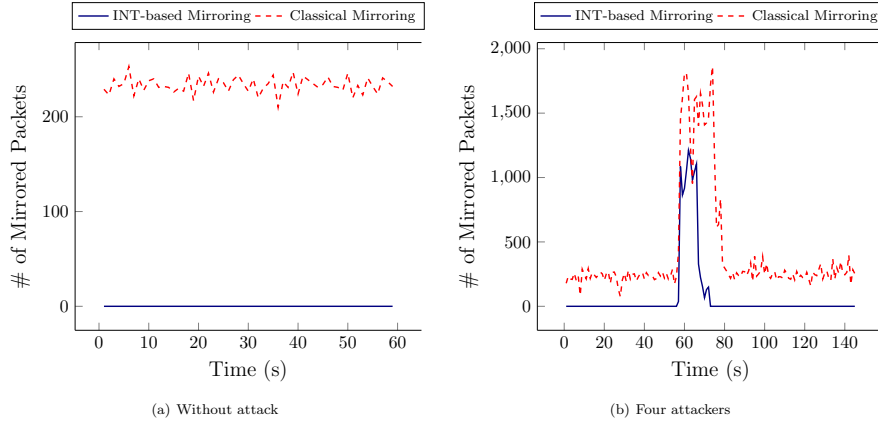 INT-based Mirroring Classical Mirroring
200
100
0
# of Mirrored Packets
0 10 20 30 40 50 60
Time (s)
(a) Without attack
INT-based Mirroring Classical Mirroring
2,000
1,500
1,000
500
0
# of Mirrored Packets
0 20 40 60 80 100 120 140
Time (s)
(b) Four attackers